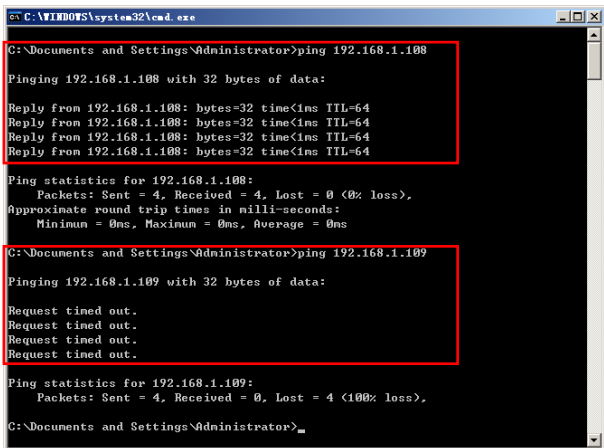 C:\WINDOWS\system32\cmd.exe
C:\Documents and Settings\Administrator>ping 192.168.1.108
Pinging 192.168.1.108 with 32 bytes of data:
Reply from 192.168.1.108: bytes=32 time<1ms TTL=64
Reply from 192.168.1.108: bytes=32 time<1ms TTL=64
Reply from 192.168.1.108: bytes=32 time<1ms TTL=64
Reply from 192.168.1.108: bytes=32 time<1ms TTL=64
Ping statistics for 192.168.1.108:
Packets: Sent = 4, Received = 4, Lost = 0 (0% loss),
Approximate round trip times in milli-seconds:
Minimum = 0ms, Maximum = 0ms, Average = 0ms
C:\Documents and Settings\Administrator>ping 192.168.1.109
Pinging 192.168.1.109 with 32 bytes of data:
Request timed out.
Request timed out.
Request timed out.
Request timed out.
Ping statistics for 192.168.1.109:
Packets: Sent = 4, Received = 0, Lost = 4 (100% loss),
C:\Documents and Settings\Administrator>_